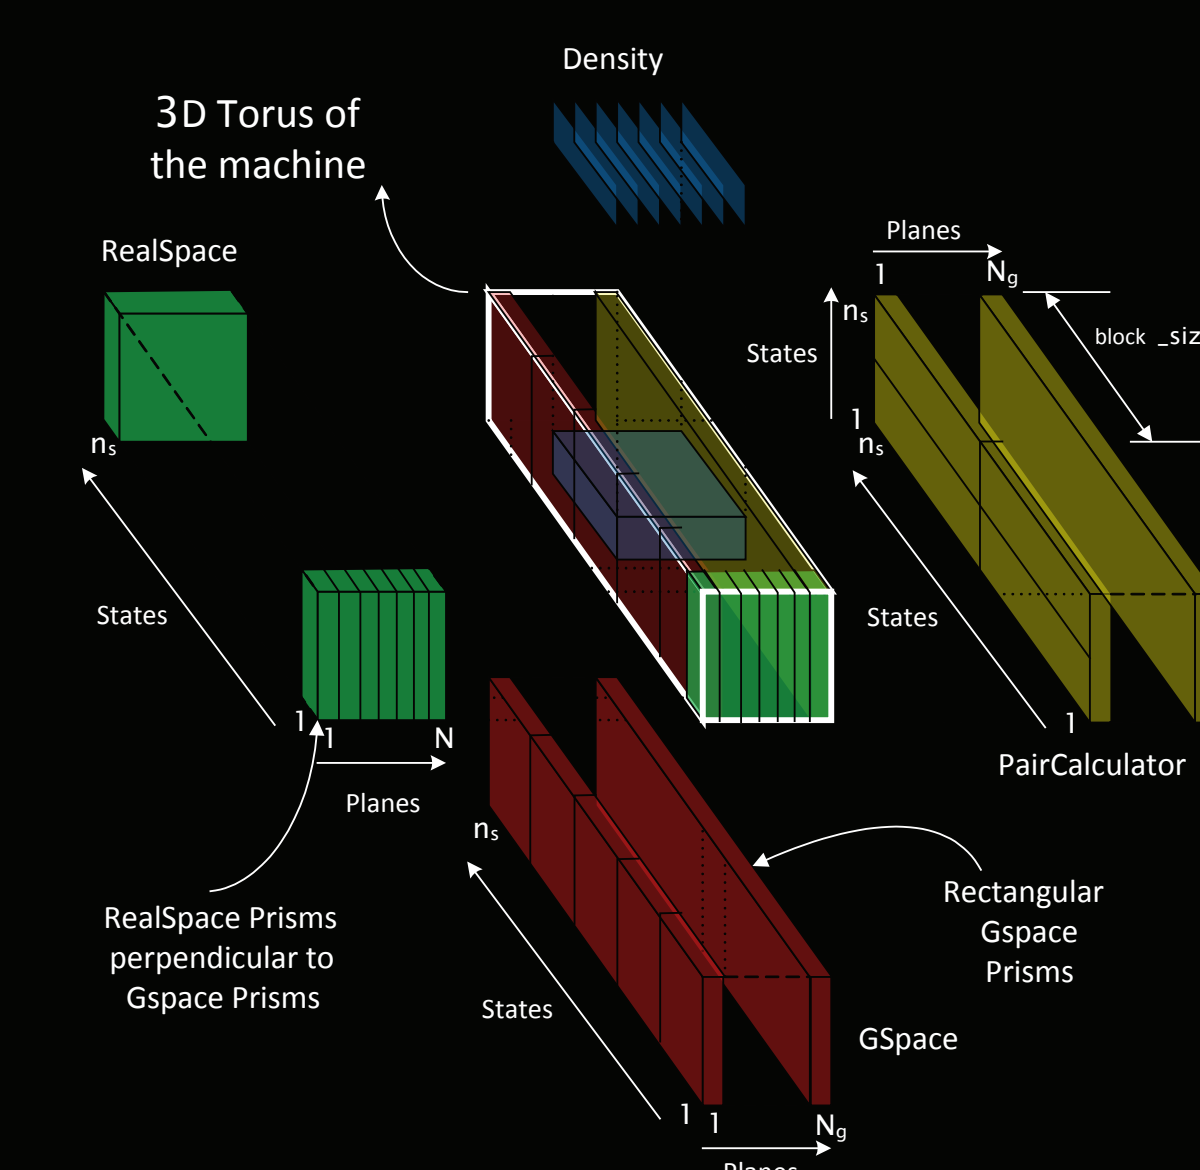 Density
3D Torus of
the machine
RealSpace
Planes
1
Ng
ns
States
block _siz
1
ns
ns
States
States
1
1
N
Planes
1
PairCalculator
ns
RealSpace Prisms
perpendicular to
Gspace Prisms
Rectangular
Gspace
Prisms
States
GSpace
1
1
Ng
Planes